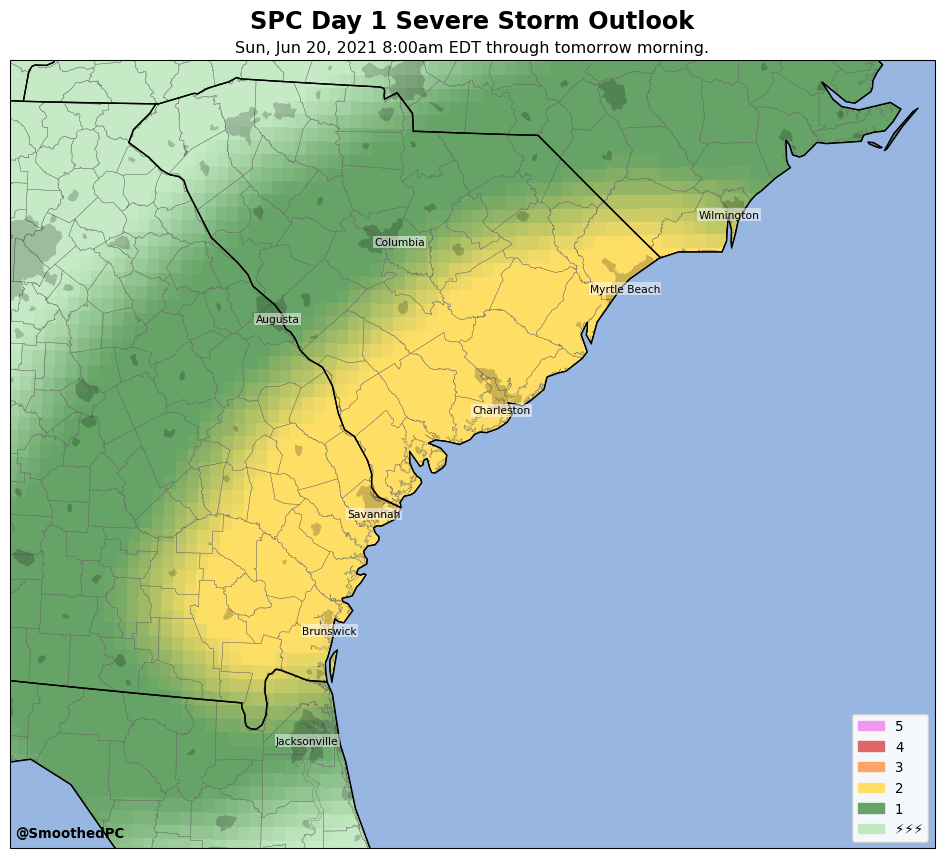 SPC Day 1 Severe Storm Outlook
Sun, Jun 20, 2021 8:00am EDT through tomorrow morning.
Wilmington
Columbia
Myrtle Beach
Augusta
Charleston
Savannah
Brunswick
Jacksonville
5
4
3
2
1
⚡⚡⚡
@SmoothedPC